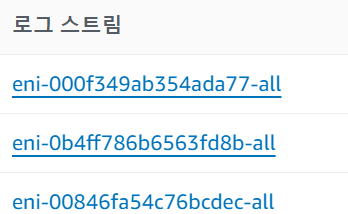 로그 스트림
eni-000f349ab354ada77-all
eni-0b4ff786b6563fd8b-all
eni-00846fa54c76bcdec-all